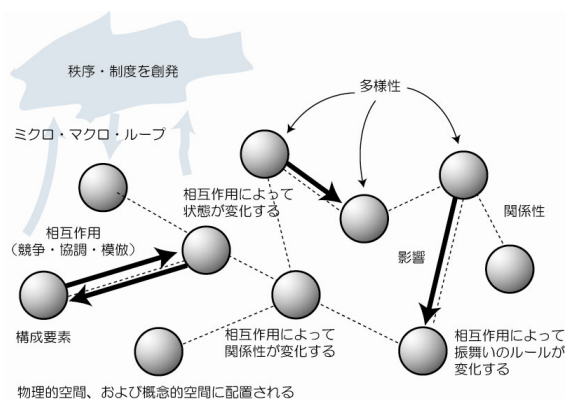 秩序・制度を創発
多様性
ミクロ・マクロ・ループ
相互作用によって
状態が変化する
関係性
相互作用
(競争・協調・模倣)
影響
構成要素
相互作用によって
関係性が変化する
相互作用によって
振舞いのルールが
変化する
物理的空間、および概念的空間に配置される